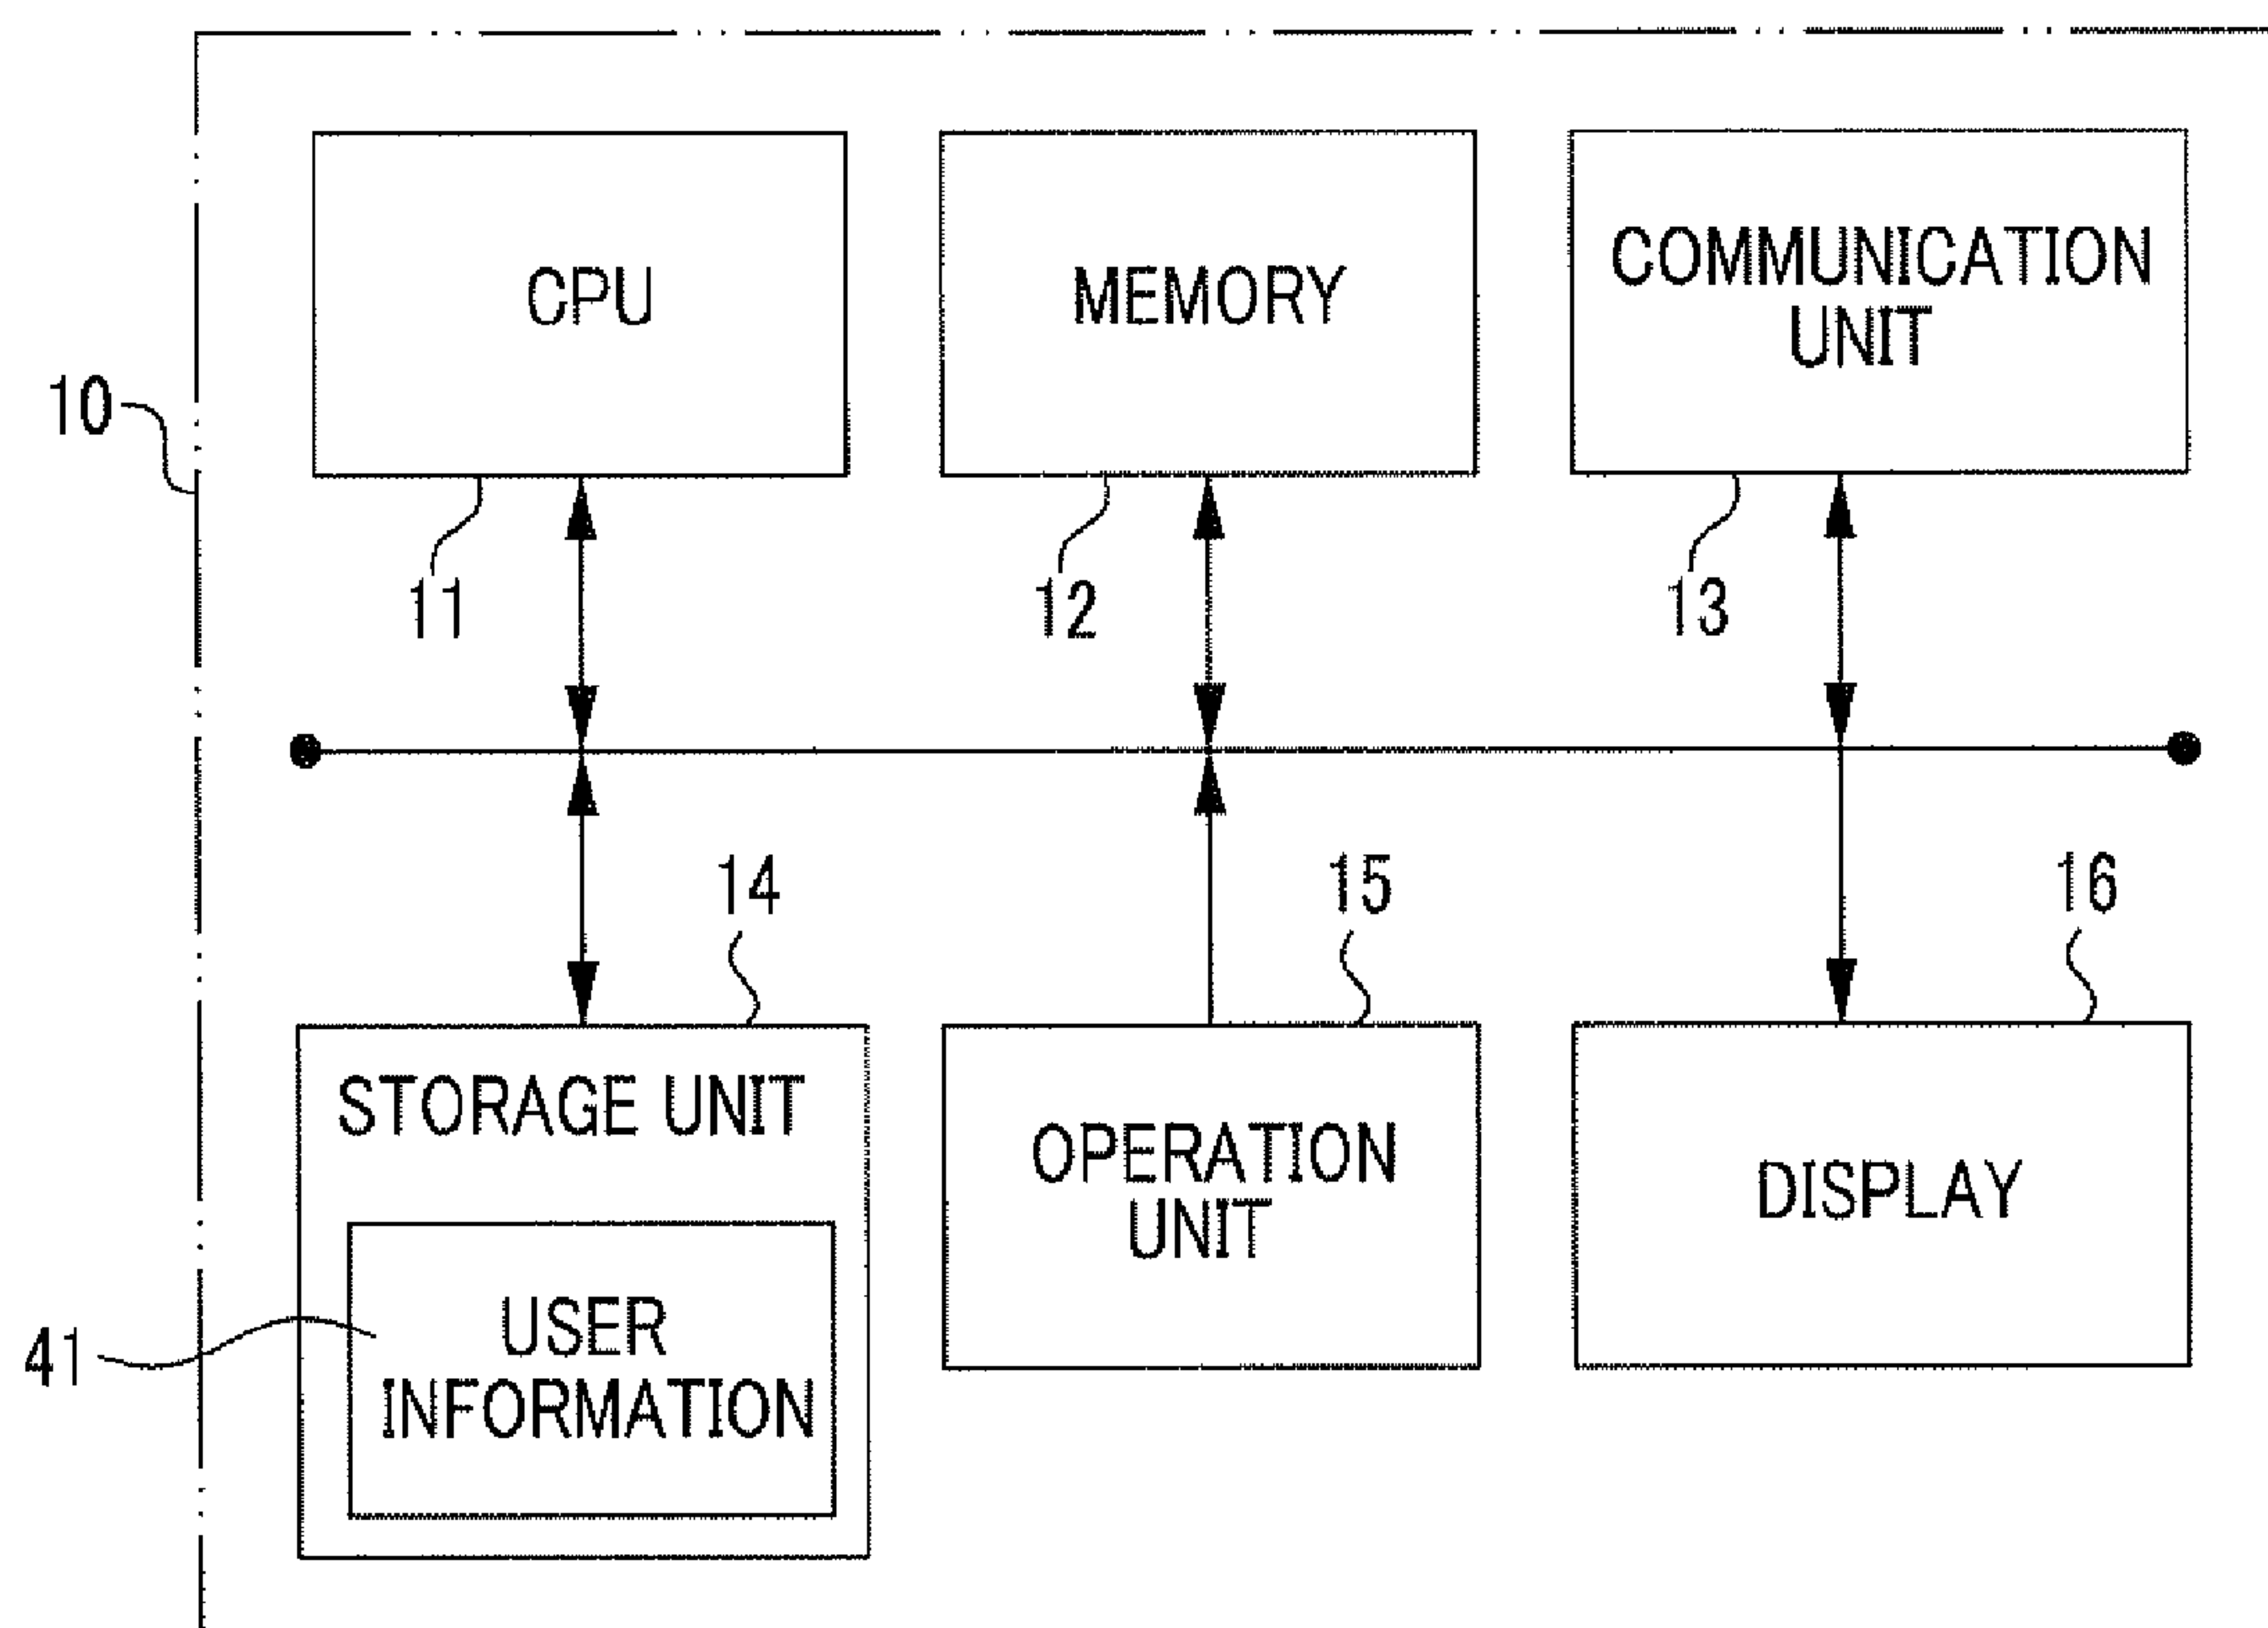 CPU
MEMORY
COMMUNICATION
UNIT
10
11
12
13
14
15
16
STORAGE UNIT
OPERATION
UNIT
DISPLAY
41
USER
INFORMATION